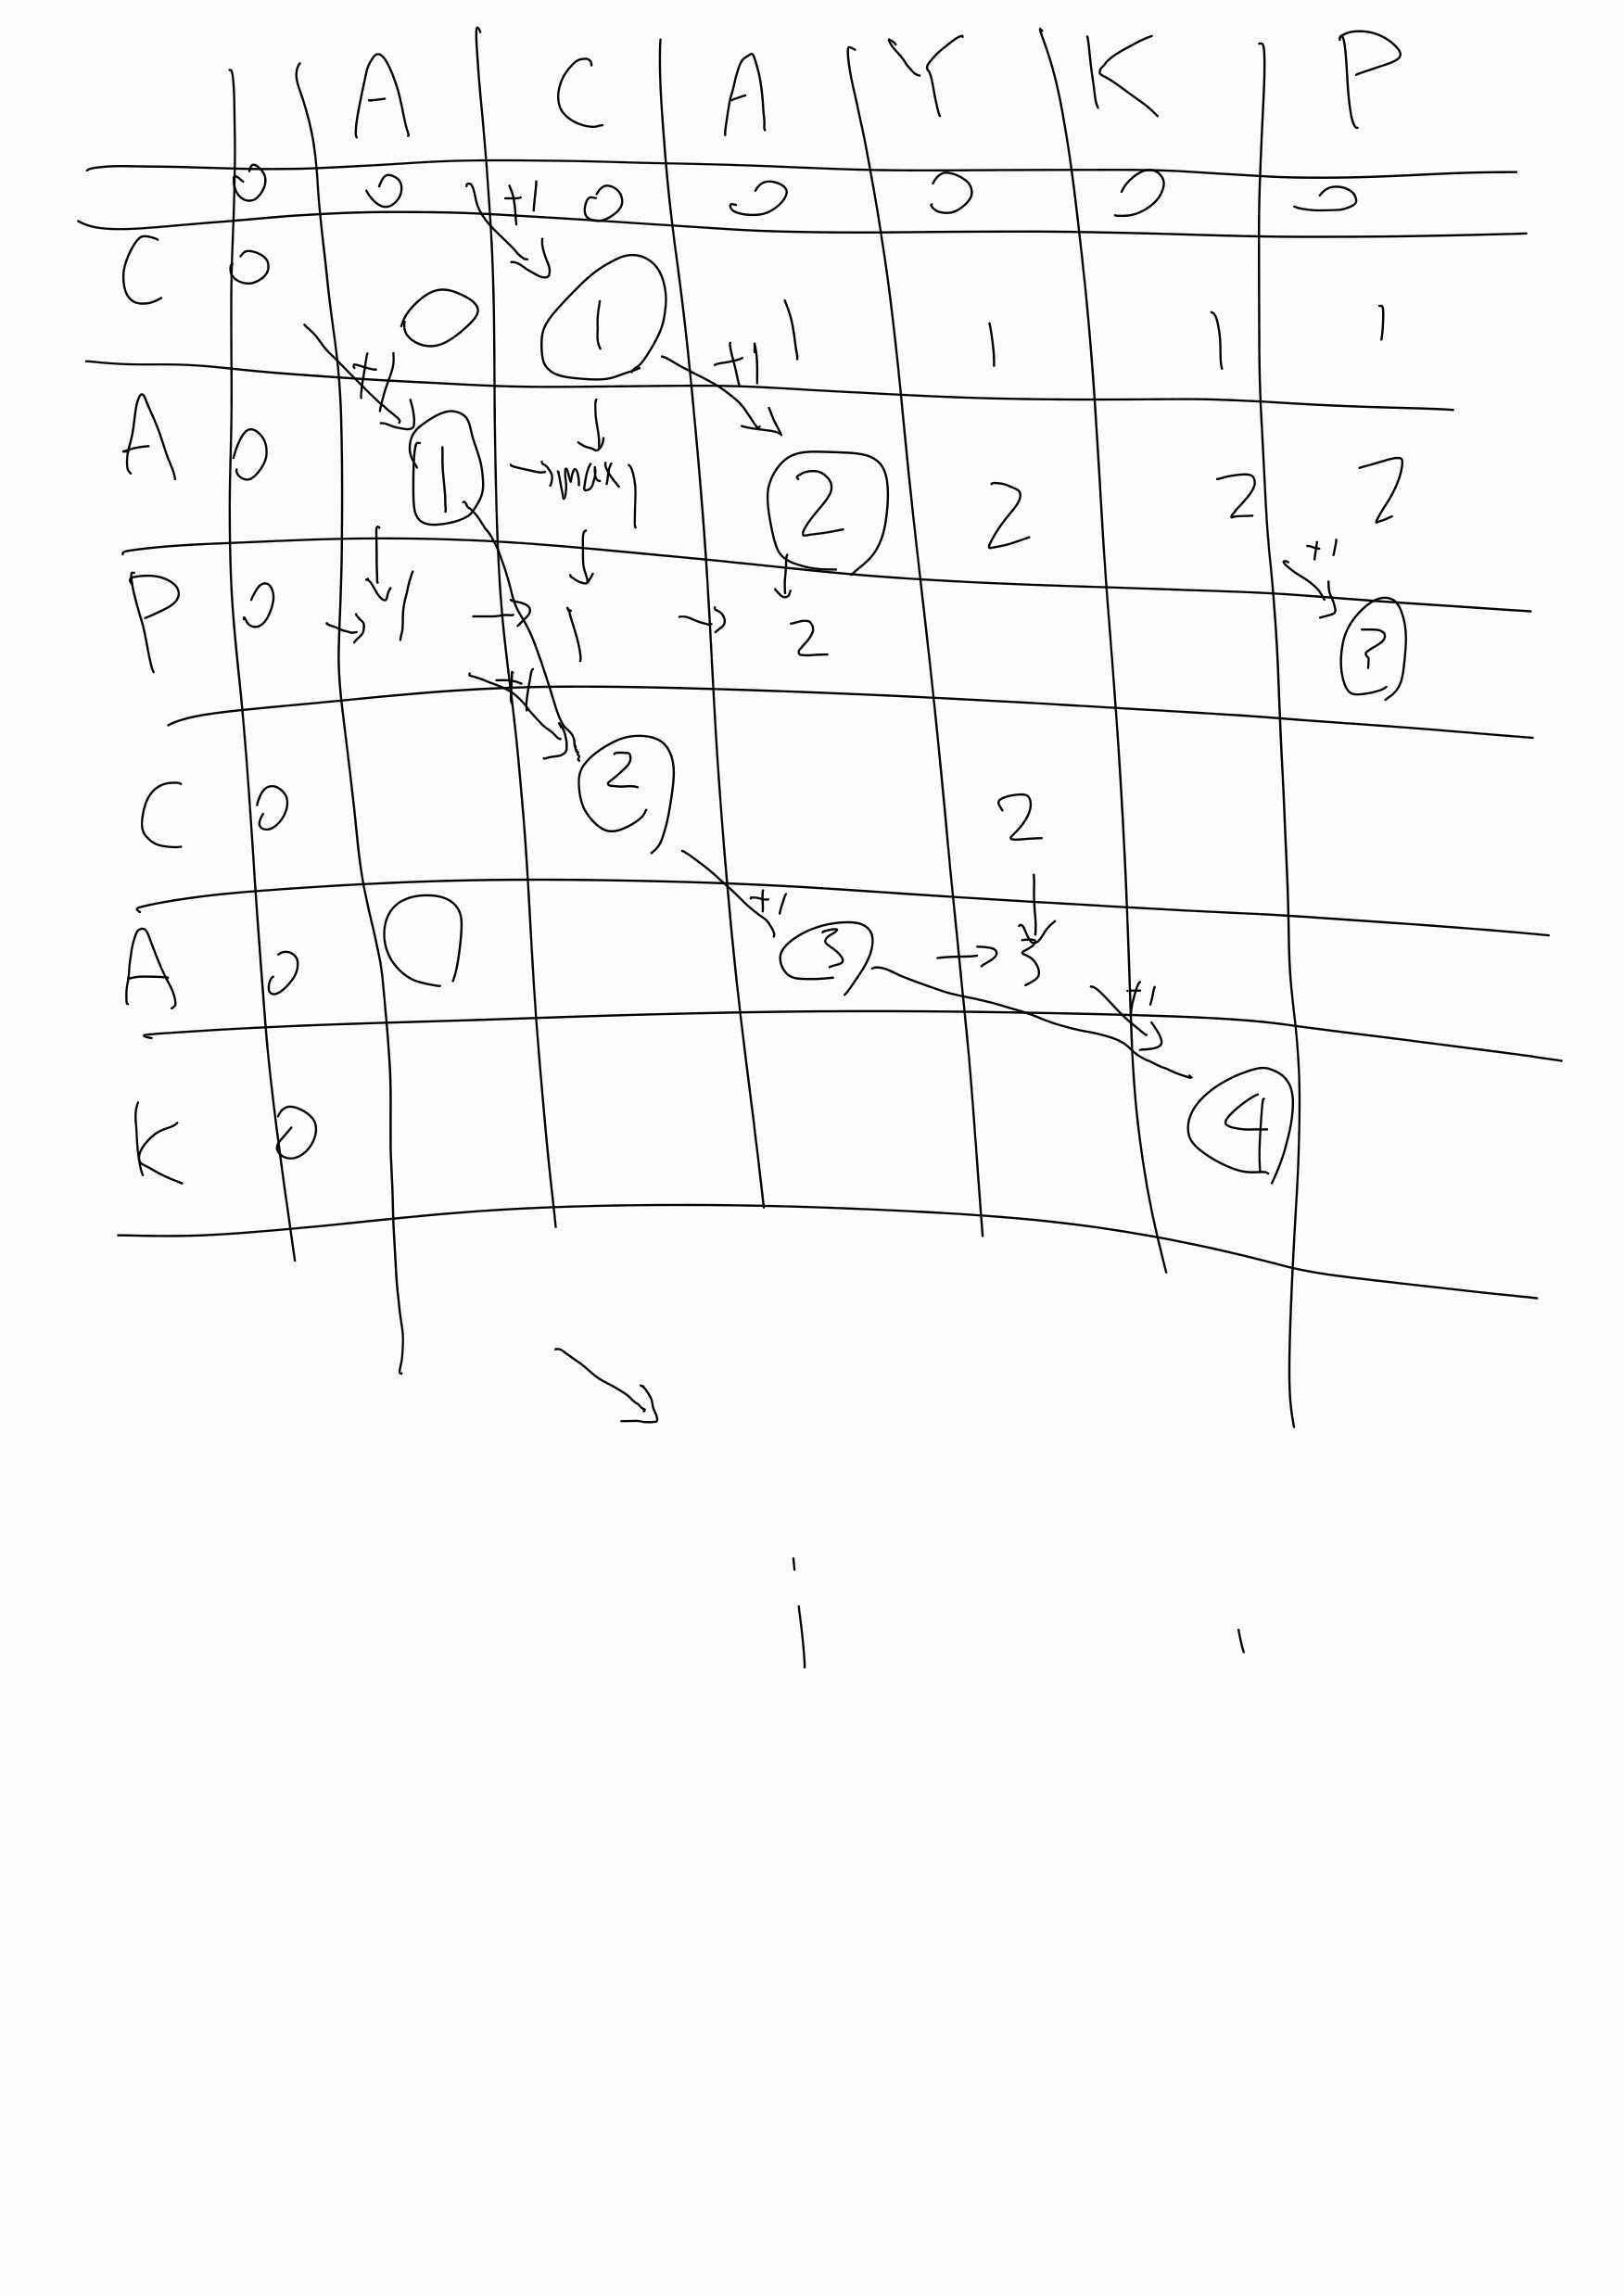 A C A Y K P
0 0 +1 0 0 0 0 0
C 0 0 1 1 1 1 1
+1 +1
A 0 1 max 1 2 2 2 2
+1
P 0 1 1 2 3
+1
C 0 2 2
+1
A 0 3 3
+1
K 0 4